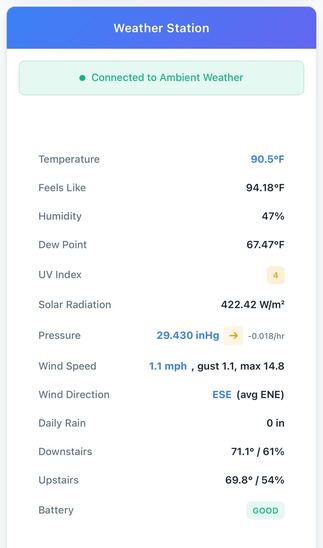 Weather Station
● Connected to Ambient Weather
Temperature 90.5°F
Feels Like 94.18°F
Humidity 47%
Dew Point 67.47°F
UV Index 4
Solar Radiation 422.42 W/m²
Pressure 29.430 inHg → -0.018/hr
Wind Speed 1.1 mph , gust 1.1, max 14.8
Wind Direction ESE (avg ENE)
Daily Rain 0 in
Downstairs 71.1° / 61%
Upstairs 69.8° / 54%
Battery GOOD